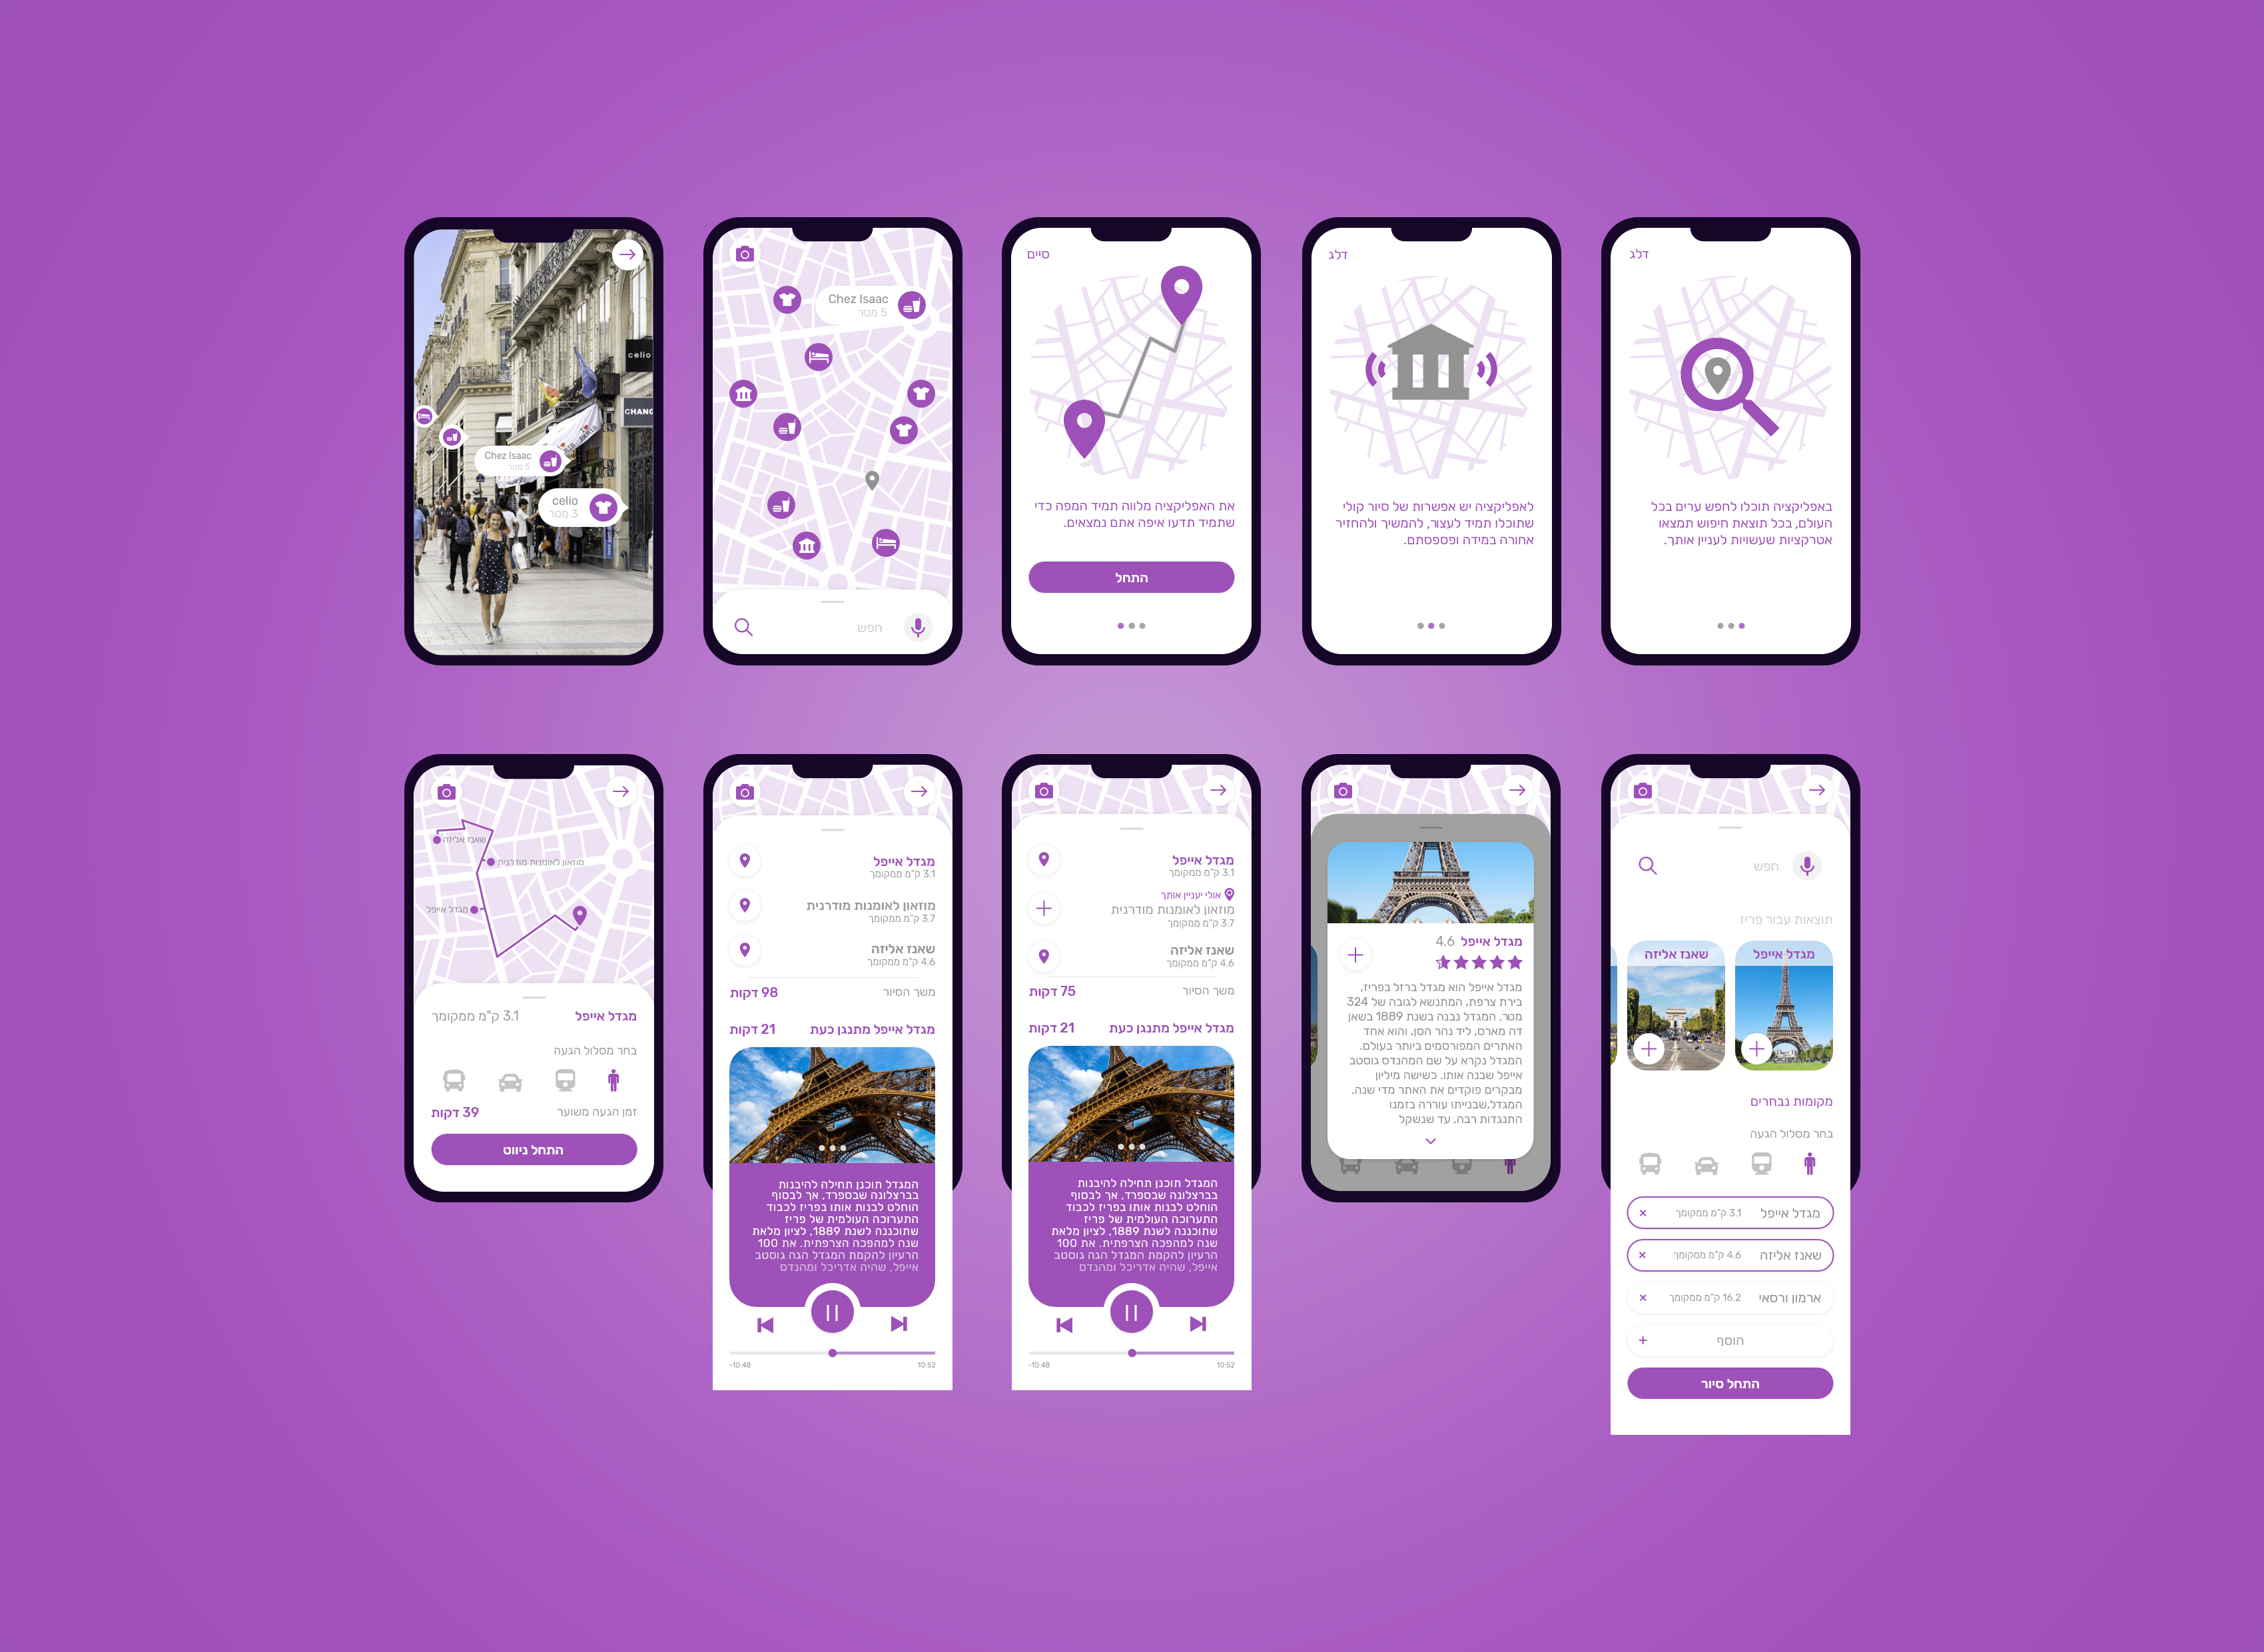 דלג
באפליקציה תוכלו לחפש ערים בכל
העולם, בכל תוצאת חיפוש תמצאו
אטרקציות שעשויות לעניין אותך.
דלג
לאפליקציה יש אפשרות של סיור קולי
שתוכלו תמיד לעצור, להמשיך ולהחזיר
אחורה במידה ופספסתם.
סיים
את האפליקציה מלווה תמיד המפה כדי
שתמיד תדעו איפה אתם נמצאים.
התחל
Chez Isaac
5 מטר
חפש
celio
CHANG
Chez Isaac
5 מטר
celio
3 מטר
חפש
תוצאות עבור פריז
מגדל אייפל
שאנז אליזה
מקומות נבחרים
בחר מסלול הגעה
מגדל אייפל 3.1 ק"מ ממקומך
שאנז אליזה 4.6 ק"מ ממקומך
ארמון ורסאי 16.2 ק"מ ממקומך
הוסף
התחל סיור
מגדל אייפל 4.6
מגדל אייפל הוא מגדל ברזל בפריז,
בירת צרפת, המתנשא לגובה של 324
מטר. המגדל נבנה בשנת 1889 בשאן
דה מארס, ליד נהר הסן, והוא אחד
האתרים המפורסמים ביותר בעולם.
המגדל נקרא על שם המהנדס גוסטב
אייפל שבנה אותו. כשישה מיליון
מבקרים פוקדים את האתר מדי שנה.
המגדל,שבנייתו עוררה בזמנו
התנגדות רבה, עד שנשקל
מגדל אייפל
3.1 ק"מ ממקומך
אולי יעניין אותך
מוזאון לאומנות מודרנית
3.7 ק"מ ממקומך
שאנז אליזה
4.6 ק"מ ממקומך
משך הסיור 75 דקות
מגדל אייפל מתנגן כעת 21 דקות
המגדל תוכנן תחילה להיבנות
בברצלונה שבספרד, אך לבסוף
הוחלט לבנות אותו בפריז לכבוד
התערוכה העולמית של פריז
שתוכננה לשנת 1889, לציון מלאת
שנה למהפכה הצרפתית. את 100
הרעיון להקמת המגדל הגה גוסטב
אייפל, שהיה אדריכל ומהנדס
10:52
-10:48
מגדל אייפל
3.1 ק"מ ממקומך
מוזאון לאומנות מודרנית
3.7 ק"מ ממקומך
שאנז אליזה
4.6 ק"מ ממקומך
משך הסיור 98 דקות
מגדל אייפל מתנגן כעת 21 דקות
המגדל תוכנן תחילה להיבנות
בברצלונה שבספרד, אך לבסוף
הוחלט לבנות אותו בפריז לכבוד
התערוכה העולמית של פריז
שתוכננה לשנת 1889, לציון מלאת
שנה למהפכה הצרפתית. את 100
הרעיון להקמת המגדל הגה גוסטב
אייפל, שהיה אדריכל ומהנדס
10:52
-10:48
שאנז אליזה
מוזאון לאומנות מודרנית
מגדל אייפל
מגדל אייפל 3.1 ק"מ ממקומך
בחר מסלול הגעה
זמן הגעה משוער 39 דקות
התחל ניווט